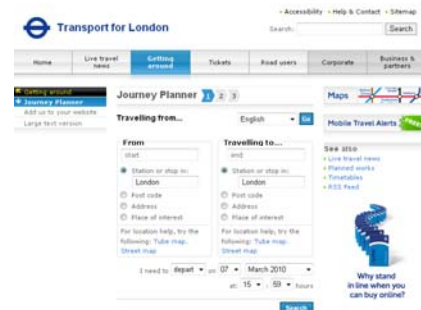 Accessibility Help & Contact Sitemap
Transport for London
Search: Search
Home Live travel news Getting around Tickets Road users Corporate Business & partners
Getting around
Journey Planner
Add us to your website
Large text version
Journey Planner 1 2 3
Travelling from... English Go
From
start
Station or stop in:
London
Post code
Address
Place of interest
For location help, try the
following: Tube map.
Street map
Travelling to....
end
Station or stop in:
London
Post code
Address
Place of interest
For location help, try the
following: Tube map.
Street map
I need to depart on 07 March 2010
at: 15 : 59 hours
Search
Maps
Mobile Travel Alerts FREE
See also
Live travel news
Planned works
Timetables
RSS Feed
Why stand
in line when you
can buy online?